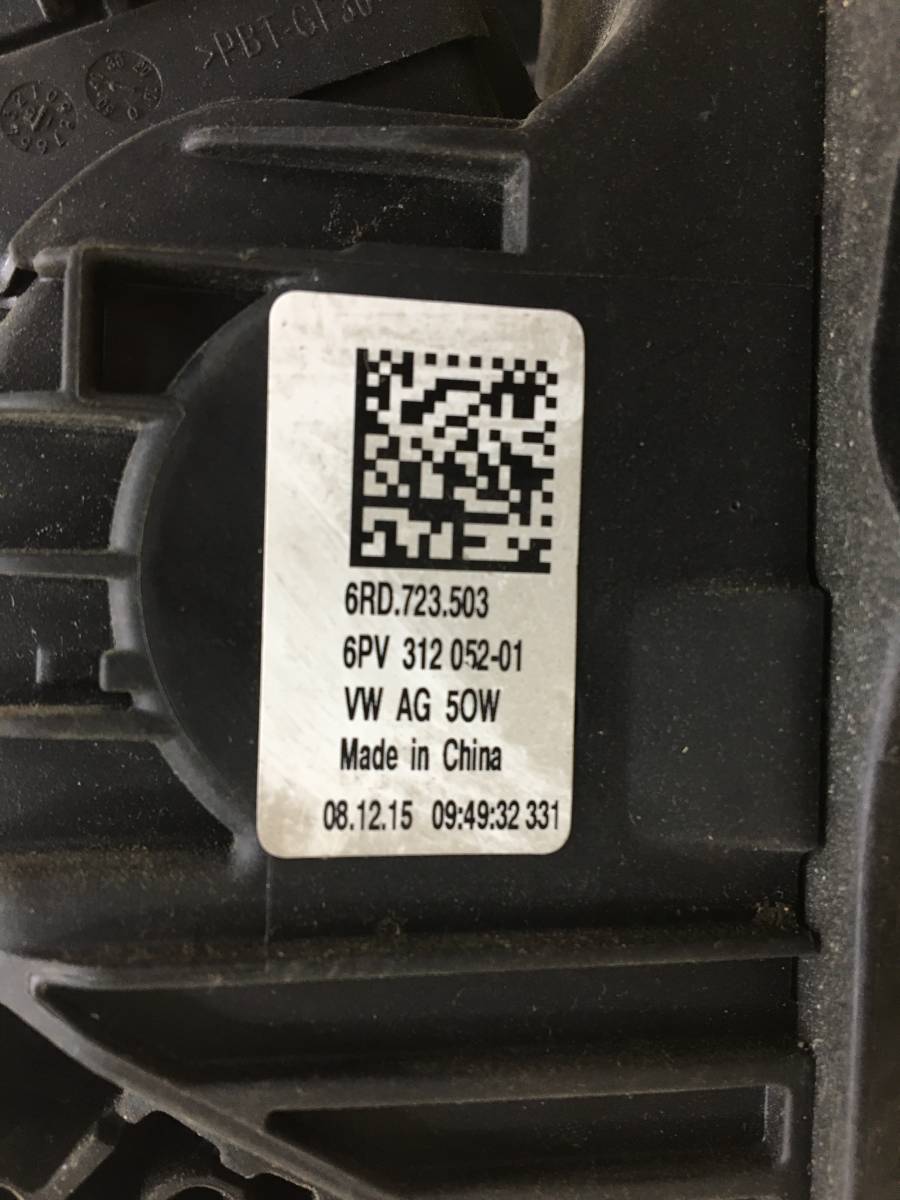 >PBT-GF30
6RD.723.503
6PV 312 052-01
VW AG 5OW
Made in China
08.12.15 09:49:32 331